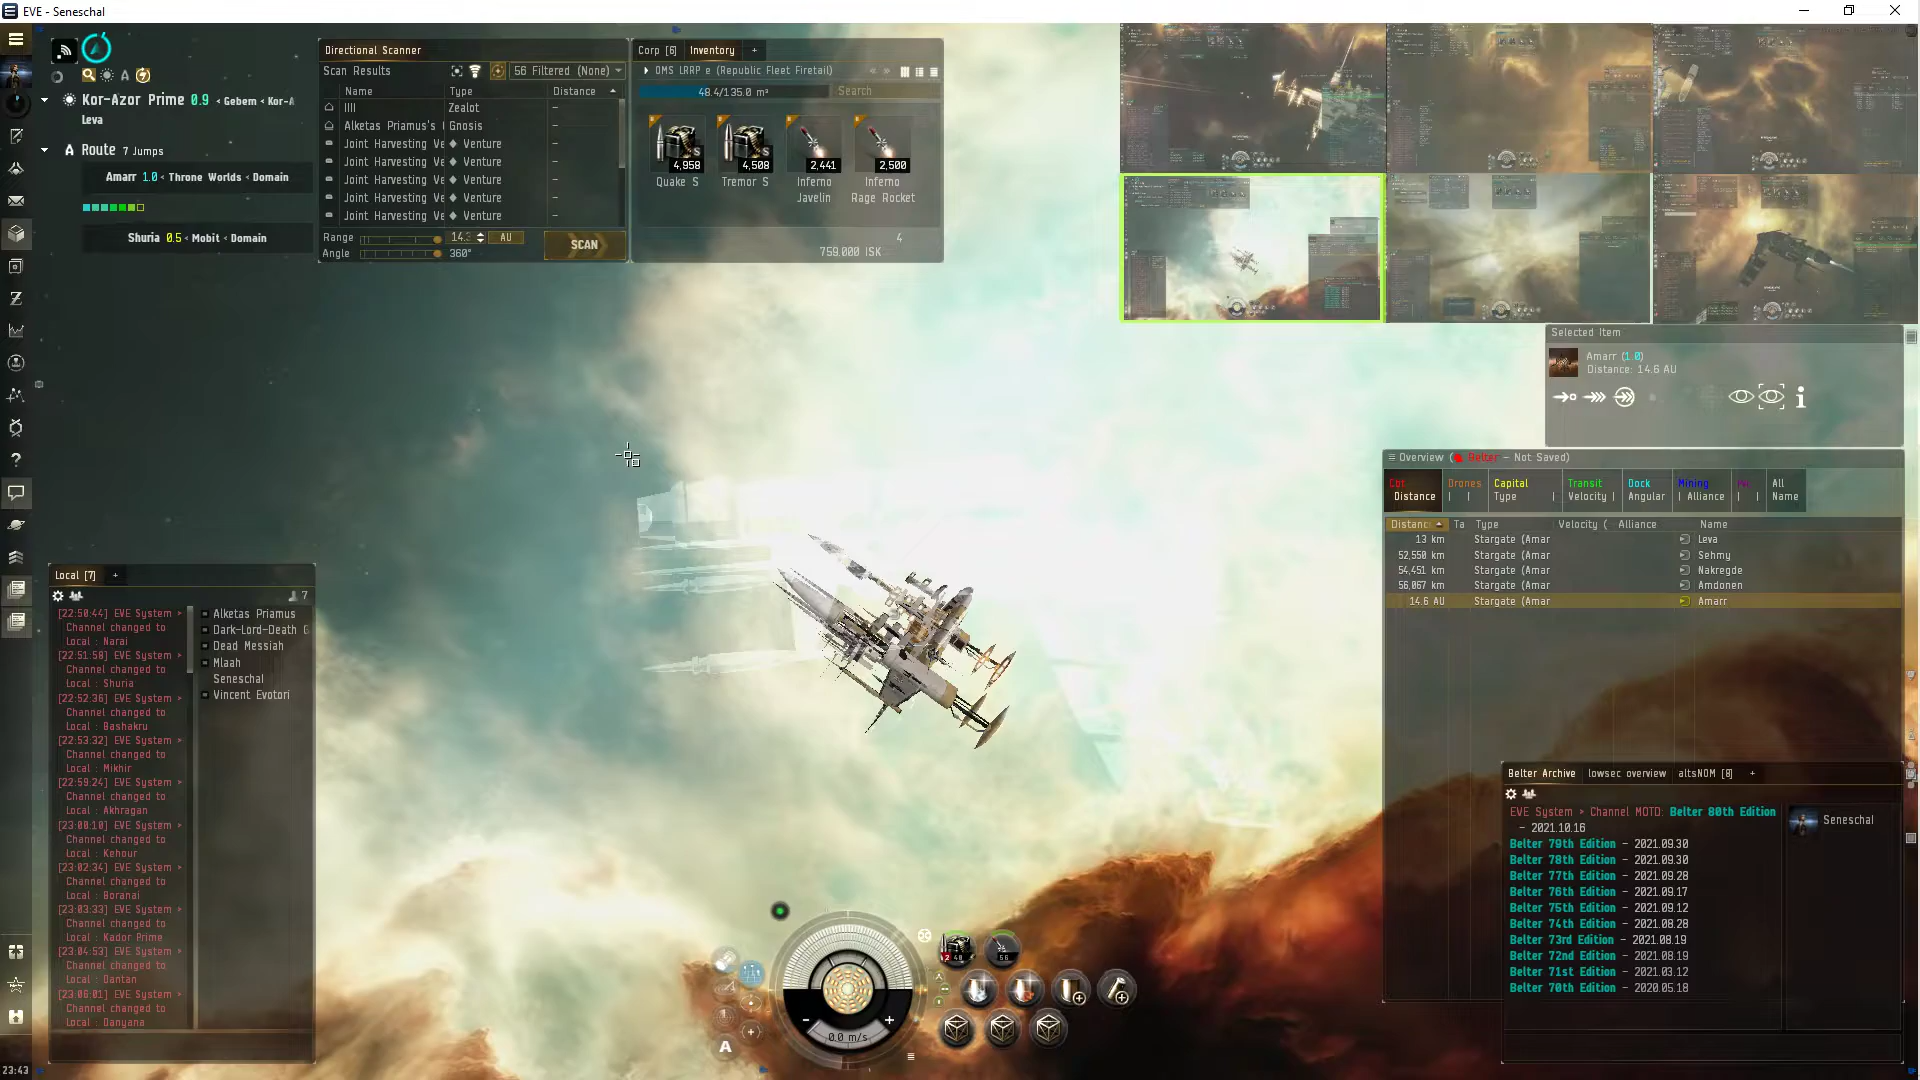 EVE - Seneschal
Kor-Azor Prime 0.9 < Gebem < Kor-A
Leva
A Route 7 Jumps
Amarr 1.0 < Throne Worlds < Domain
Shuria 0.5 < Mobit < Domain
Directional Scanner
Scan Results
56 Filtered (None)
Name Type Distance
IIII Zealot –
Alketas Priamus's Gnosis –
Joint Harvesting Ve Venture –
Joint Harvesting Ve Venture –
Joint Harvesting Ve Venture –
Joint Harvesting Ve Venture –
Joint Harvesting Ve Venture –
Range 14.3 AU
Angle 360°
SCAN
Corp [6] Inventory +
OMS LRRP e (Republic Fleet Firetail)
48.4/135.0 m³
Search
4,958 4,508 2,441 2,500
Quake S Tremor S Inferno Javelin Inferno Rage Rocket
4
759.000 ISK
Selected Item
Amarr (1.0)
Distance: 14.6 AU
Overview ( Belter - Not Saved)
Drones Capital Transit Dock Mining All
Distance Type Velocity Angular Alliance Name
Distanc Ta Type Velocity ( Alliance Name
13 km Stargate (Amar Leva
52,550 km Stargate (Amar Sehmy
54,451 km Stargate (Amar Nakregde
56,067 km Stargate (Amar Amdonen
14.6 AU Stargate (Amar Amarr
Local [7] +
7
[22:50:44] EVE System >
Channel changed to
Local : Narai
[22:51:58] EVE System >
Channel changed to
Local : Shuria
[22:52:36] EVE System >
Channel changed to
Local : Bashakru
[22:53:32] EVE System >
Channel changed to
Local : Mikhir
[22:59:24] EVE System >
Channel changed to
Local : Akhragan
[23:00:10] EVE System >
Channel changed to
Local : Kehour
[23:02:34] EVE System >
Channel changed to
Local : Boranai
[23:03:33] EVE System >
Channel changed to
Local : Kador Prime
[23:04:53] EVE System >
Channel changed to
Local : Dantan
[23:06:01] EVE System >
Channel changed to
Local : Danyana
Alketas Priamus
Dark-Lord-Death G
Dead Messiah
Mlaah
Seneschal
Vincent Evotori
Belter Archive lowsec overview altsNOM [8] +
EVE System > Channel MOTD: Belter 80th Edition
– 2021.10.16
Belter 79th Edition – 2021.09.30
Belter 78th Edition – 2021.09.30
Belter 77th Edition – 2021.09.28
Belter 76th Edition – 2021.09.17
Belter 75th Edition – 2021.09.12
Belter 74th Edition – 2021.08.28
Belter 73rd Edition – 2021.08.19
Belter 72nd Edition – 2021.08.19
Belter 71st Edition – 2021.03.12
Belter 70th Edition – 2020.05.18
Seneschal
48 56
0.0 m/s
A
23:43